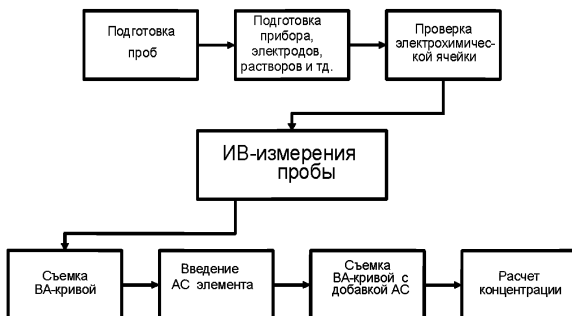 Подготовка
проб
Подготовка
прибора,
электродов,
растворов и тд.
Проверка
электрохимичес-
кой ячейки
ИВ-измерения
пробы
Съемка
ВА-кривой
Введение
АС элемента
Съемка
ВА-кривой с
добавкой АС
Расчет
концентрации